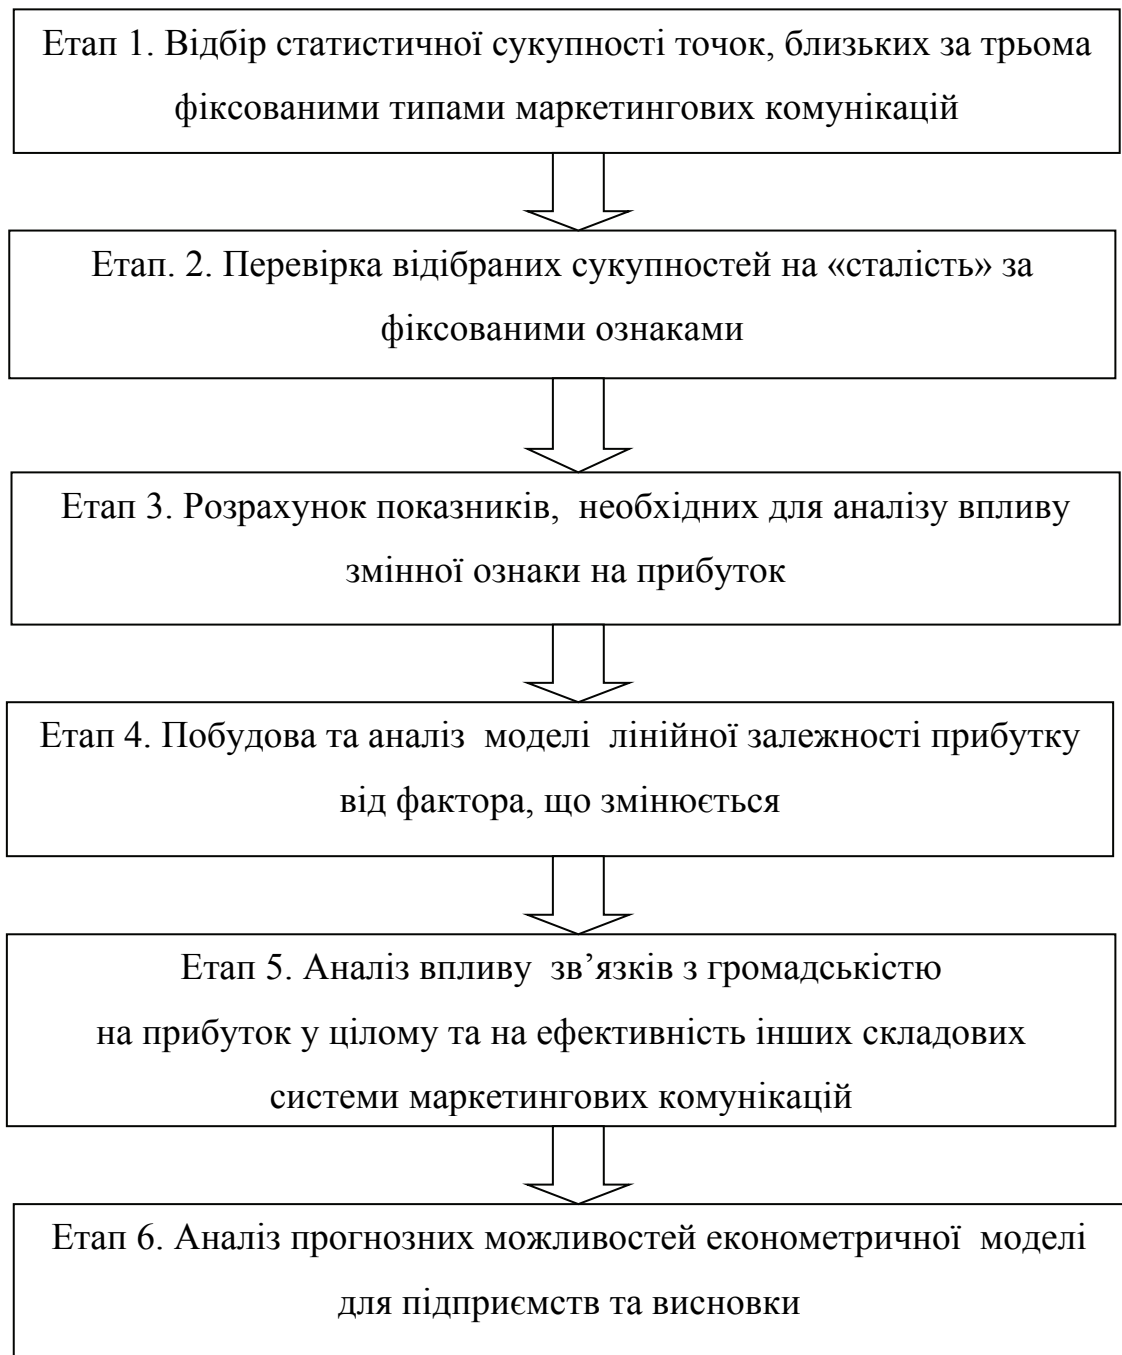 Етап 1. Відбір статистичної сукупності точок, близьких за трьома
фіксованими типами маркетингових комунікацій
Етап. 2. Перевірка відібраних сукупностей на «сталість» за
фіксованими ознаками
Етап 3. Розрахунок показників, необхідних для аналізу впливу
змінної ознаки на прибуток
Етап 4. Побудова та аналіз моделі лінійної залежності прибутку
від фактора, що змінюється
Етап 5. Аналіз впливу зв’язків з громадськістю
на прибуток у цілому та на ефективність інших складових
системи маркетингових комунікацій
Етап 6. Аналіз прогнозних можливостей економетричної моделі
для підприємств та висновки